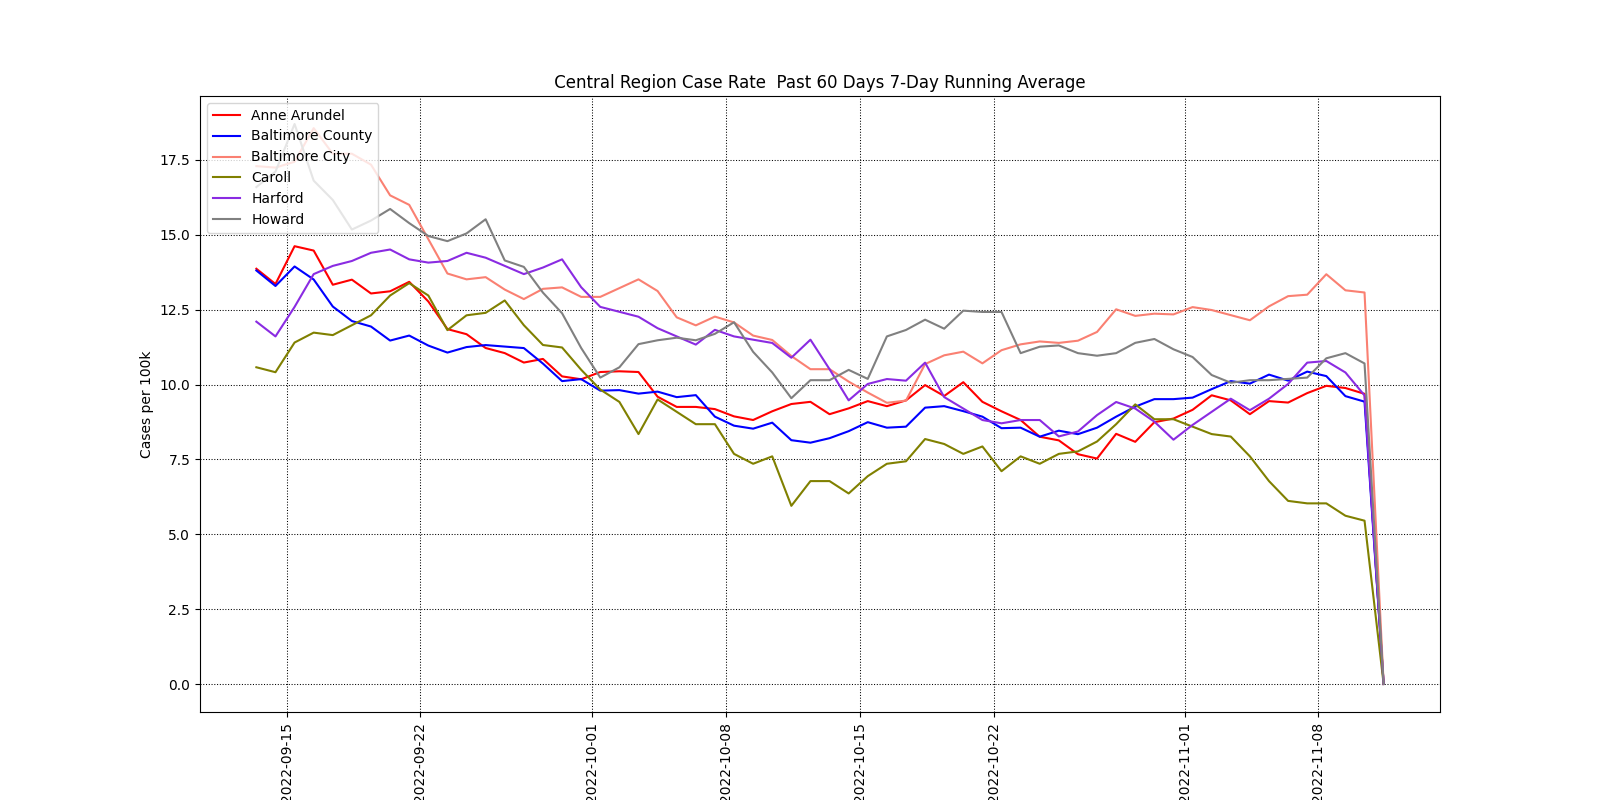 Central Region Case Rate  Past 60 Days 7-Day Running Average
Anne Arundel
Baltimore County
Baltimore City
Caroll
Harford
Howard
17.5
15.0
12.5
10.0
7.5
5.0
2.5
0.0
Cases per 100k
2022-09-15
2022-09-22
2022-10-01
2022-10-08
2022-10-15
2022-10-22
2022-11-01
2022-11-08